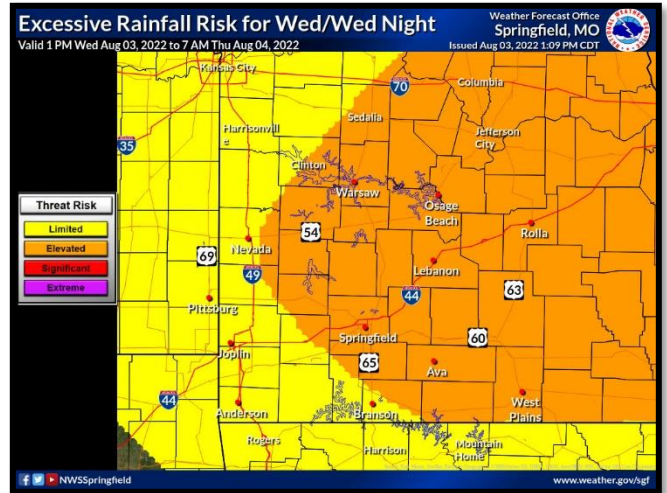 Excessive Rainfall Risk for Wed/Wed Night
Valid 1 PM Wed Aug 03, 2022 to 7 AM Thu Aug 04, 2022
Weather Forecast Office
Springfield, MO
Issued Aug 03, 2022 1:09 PM CDT
Kansas City
Columbia
70
Sedalia
Harrisonvill
e
Jefferson
City
35
Clinton
Warsaw
Osage
Beach
Threat Risk
Limited
Elevated
Significant
Extreme
54
Rolla
Nevada
69
49
Lebanon
63
44
Pittsburg
Springfield
60
Joplin
65
Ava
44
Anderson
Branson
West
Plains
Rogers
Harrison
Mountain
Home
NWSSpringfield
www.weather.gov/sgf